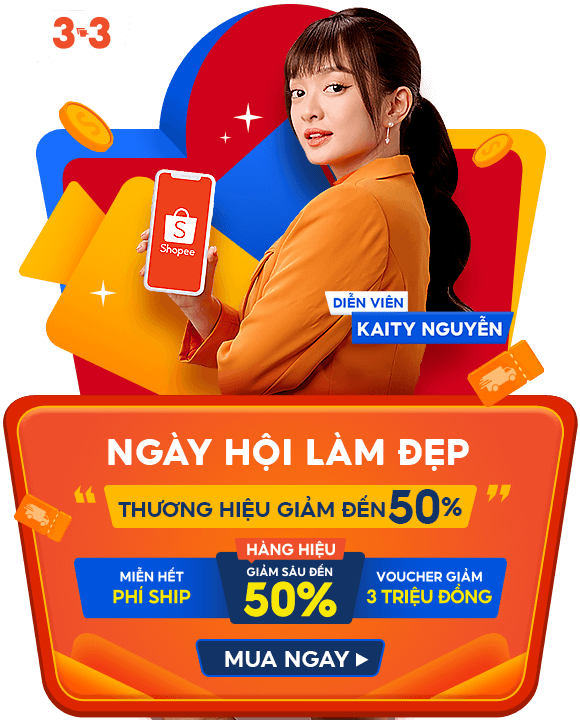 3-3
S
Shopee
DIỄN VIÊN
KAITY NGUYỄN
NGÀY HỘI LÀM ĐẸP
“ THƯƠNG HIỆU GIẢM ĐẾN 50% ”
HÀNG HIỆU
MIỄN HẾT
PHÍ SHIP
GIẢM SÂU ĐẾN
50%
VOUCHER GIẢM
3 TRIỆU ĐỒNG
MUA NGAY